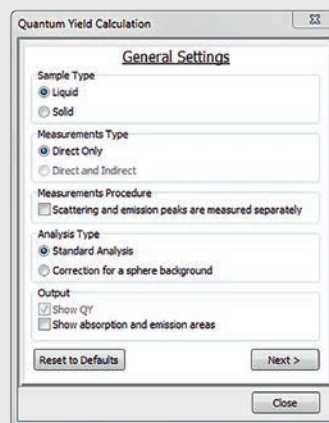 Quantum Yield Calculation
General Settings
Sample Type
Liquid
Solid
Measurements Type
Direct Only
Direct and Indirect
Measurements Procedure
Scattering and emission peaks are measured separately
Analysis Type
Standard Analysis
Correction for a sphere background
Output
Show QY
Show absorption and emission areas
Reset to Defaults
Next >
Close